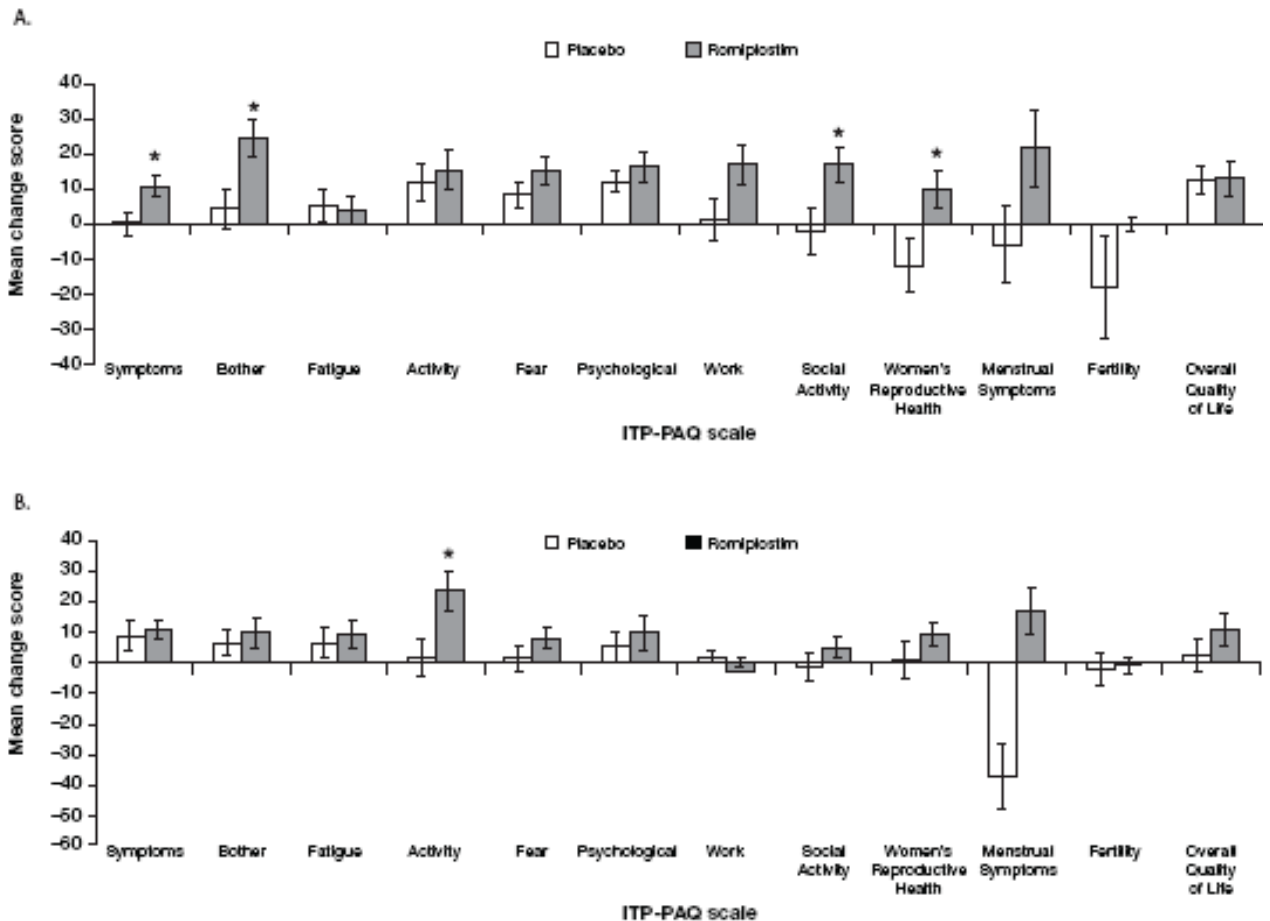 A.
Placebo Romiplostim
40
30
20
10
0
−10
−20
−30
−40
Mean change score
* * * *
Symptoms Bother Fatigue Activity Fear Psychological Work Social Women's Menstrual Fertility Overall
Activity Reproductive Symptoms Quality
Health of Life
ITP-PAQ scale
B.
Placebo Romiplostim
40
30
20
10
0
−10
−20
−30
−40
−50
−60
Mean change score
*
Symptoms Bother Fatigue Activity Fear Psychological Work Social Women's Menstrual Fertility Overall
Activity Reproductive Symptoms Quality
Health of Life
ITP-PAQ scale